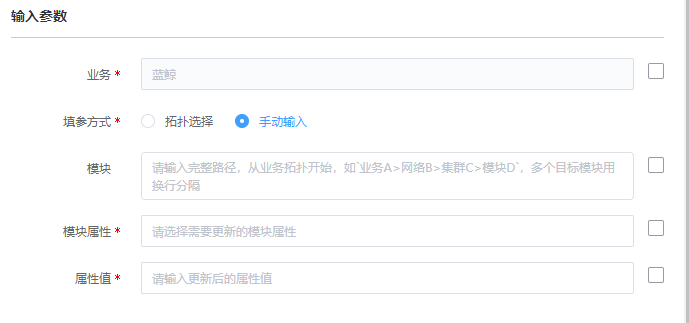 输入参数
业务 *
蓝鲸
填参方式 *
拓扑选择
手动输入
模块
请输入完整路径，从业务拓扑开始，如`业务A>网络B>集群C>模块D`，多个目标模块用
换行分隔
模块属性 *
请选择需要更新的模块属性
属性值 *
请输入更新后的属性值